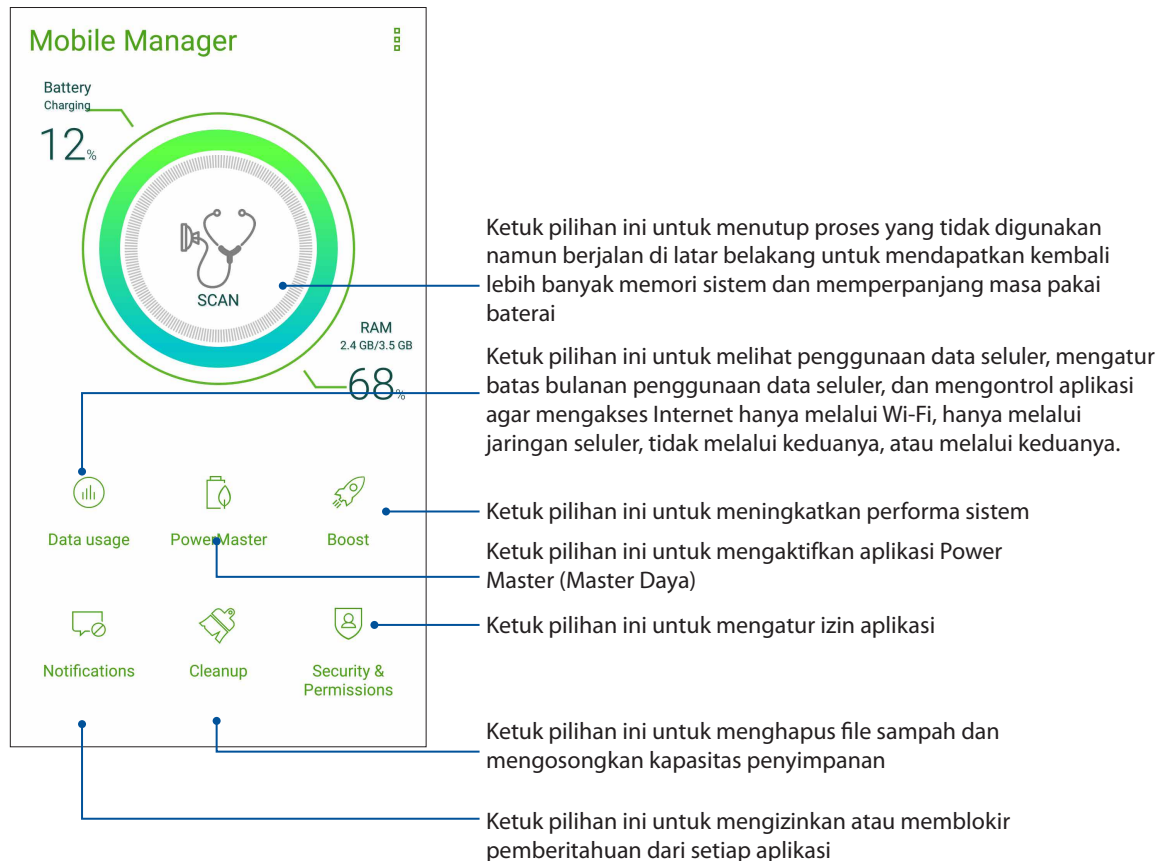 Mobile Manager
Battery
Charging
12%
SCAN
RAM
2.4 GB/3.5 GB
68%
Data usage
PowerMaster
Boost
Notifications
Cleanup
Security &
Permissions
Ketuk pilihan ini untuk menutup proses yang tidak digunakan
namun berjalan di latar belakang untuk mendapatkan kembali
lebih banyak memori sistem dan memperpanjang masa pakai
baterai
Ketuk pilihan ini untuk melihat penggunaan data seluler, mengatur
batas bulanan penggunaan data seluler, dan mengontrol aplikasi
agar mengakses Internet hanya melalui Wi-Fi, hanya melalui
jaringan seluler, tidak melalui keduanya, atau melalui keduanya.
Ketuk pilihan ini untuk meningkatkan performa sistem
Ketuk pilihan ini untuk mengaktifkan aplikasi Power
Master (Master Daya)
Ketuk pilihan ini untuk mengatur izin aplikasi
Ketuk pilihan ini untuk menghapus file sampah dan
mengosongkan kapasitas penyimpanan
Ketuk pilihan ini untuk mengizinkan atau memblokir
pemberitahuan dari setiap aplikasi